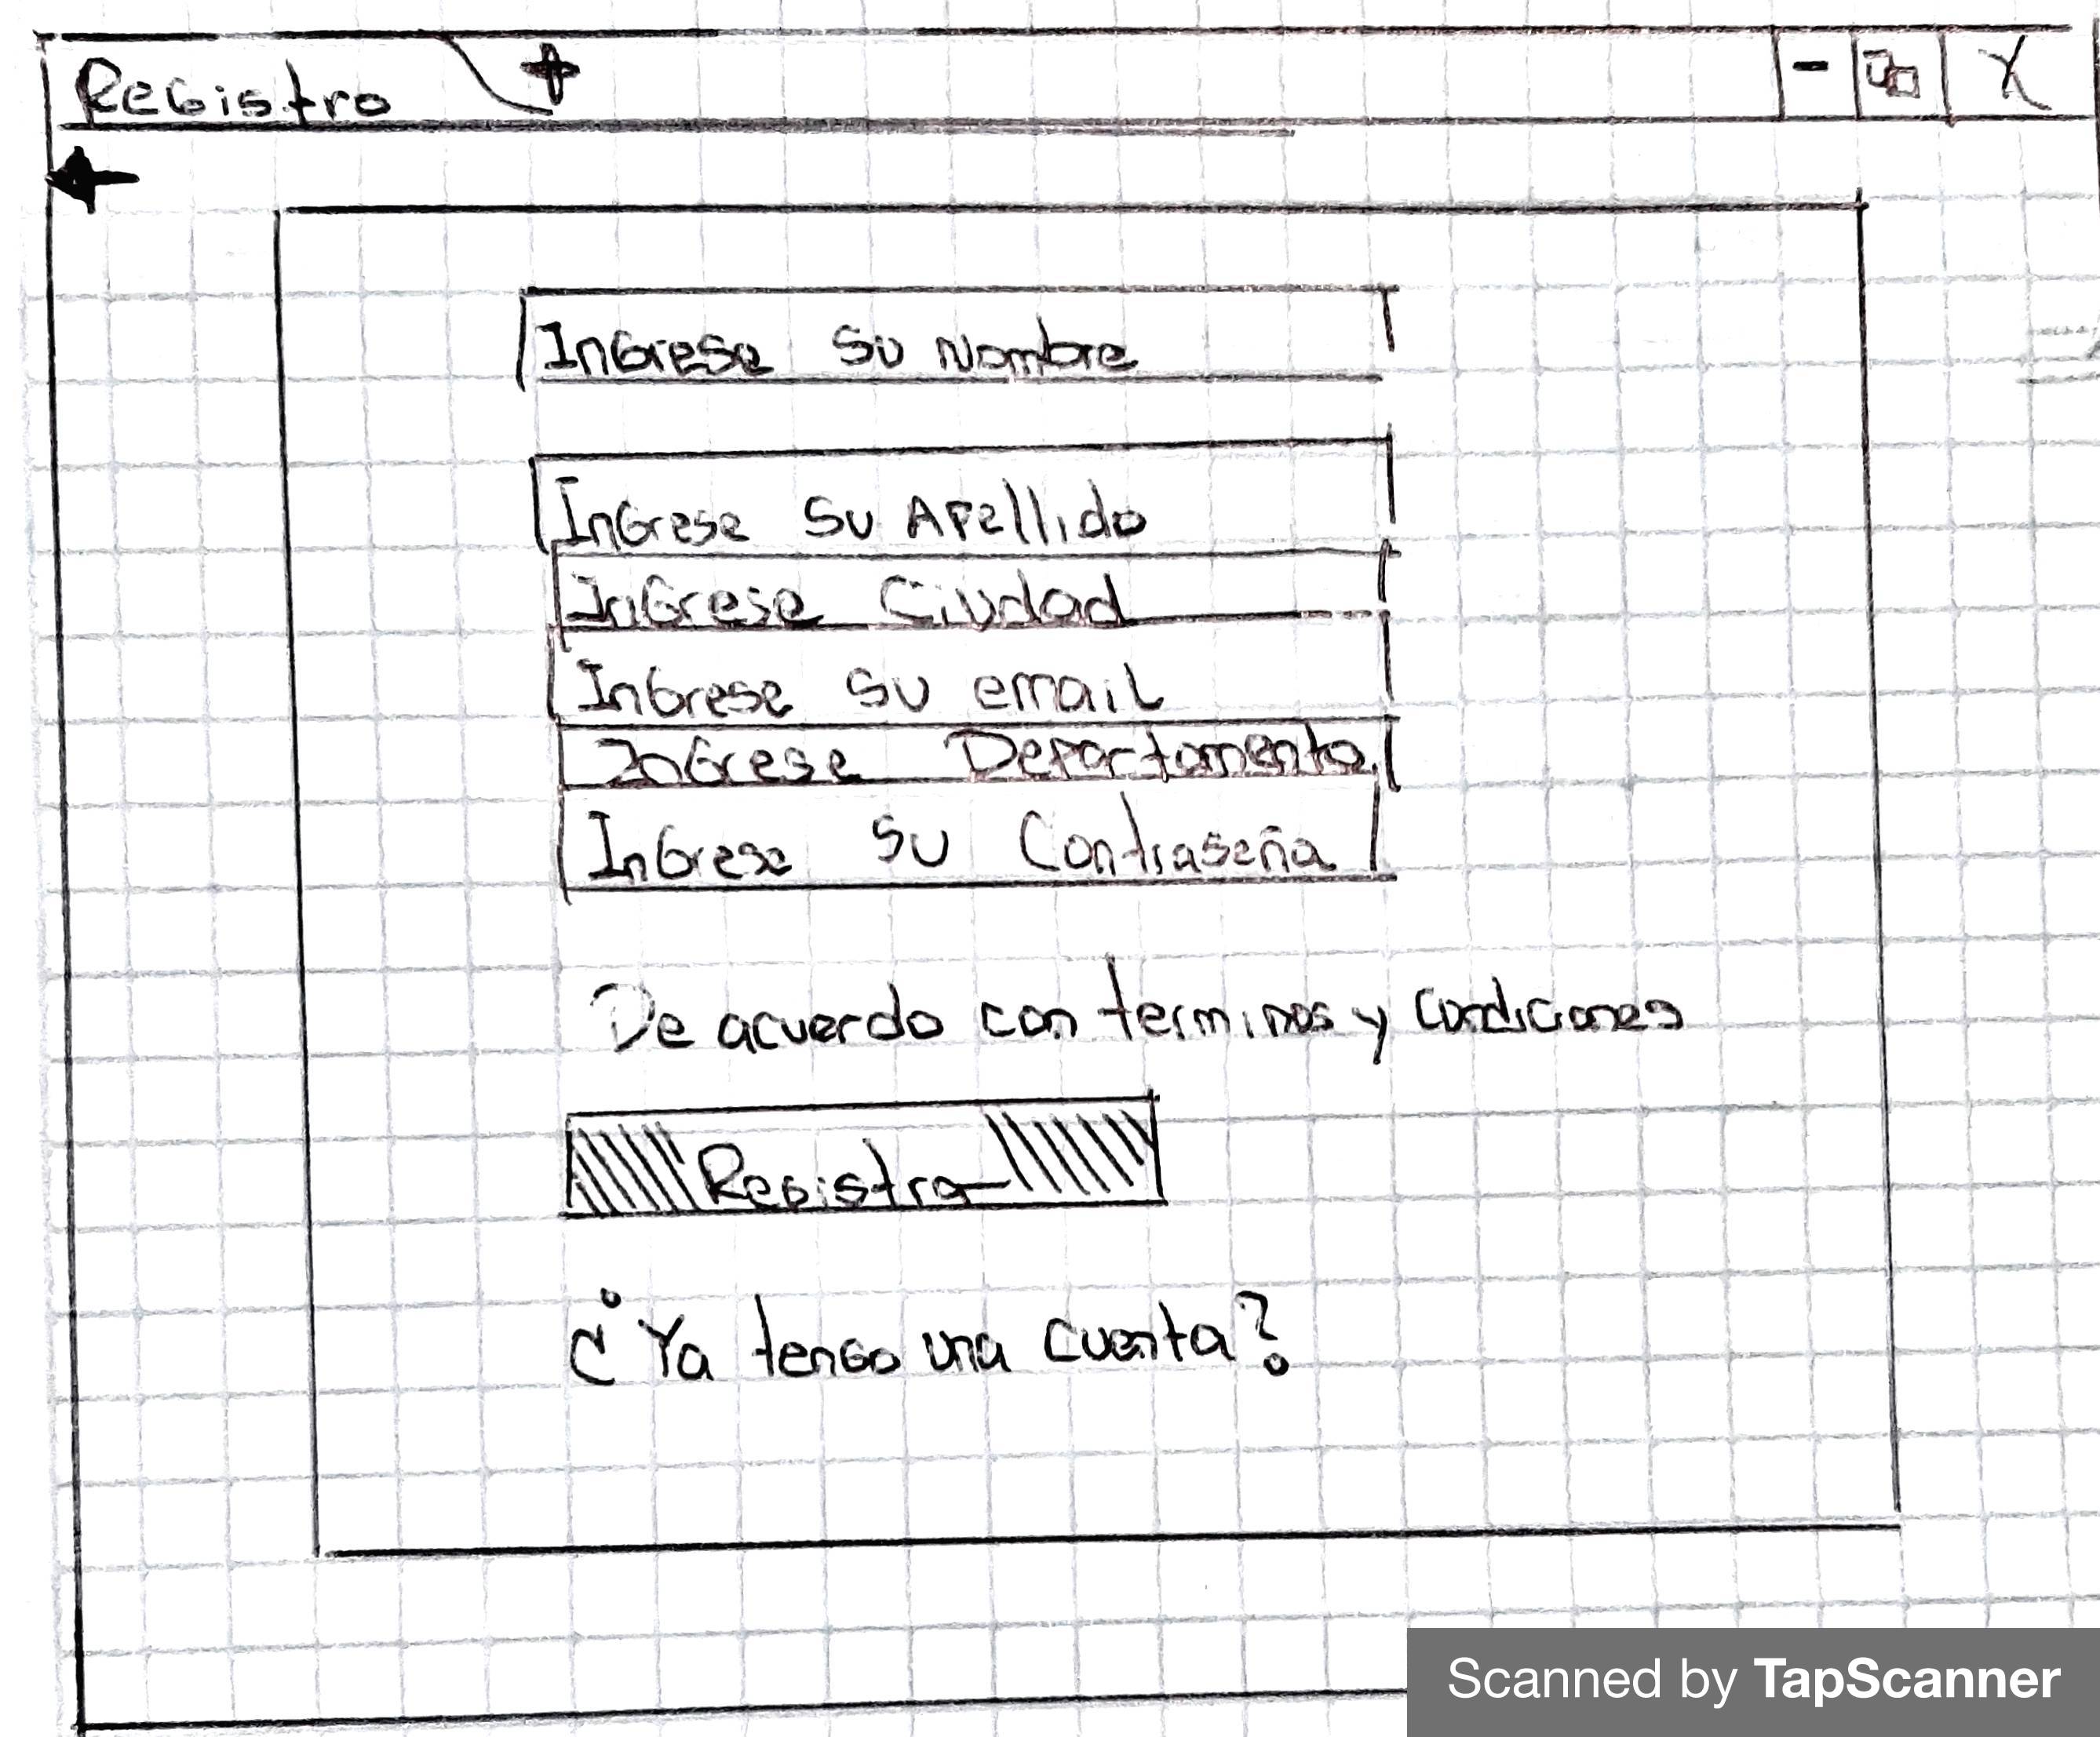 Registro +
- X
Ingrese su Nombre
Ingrese su Apellido
Ingrese Ciudad
Ingrese su email
Ingrese Departamento
Ingrese su Contraseña
De acuerdo con terminos y condiciones
Registro
¿Ya tengo una cuenta?
Scanned by TapScanner